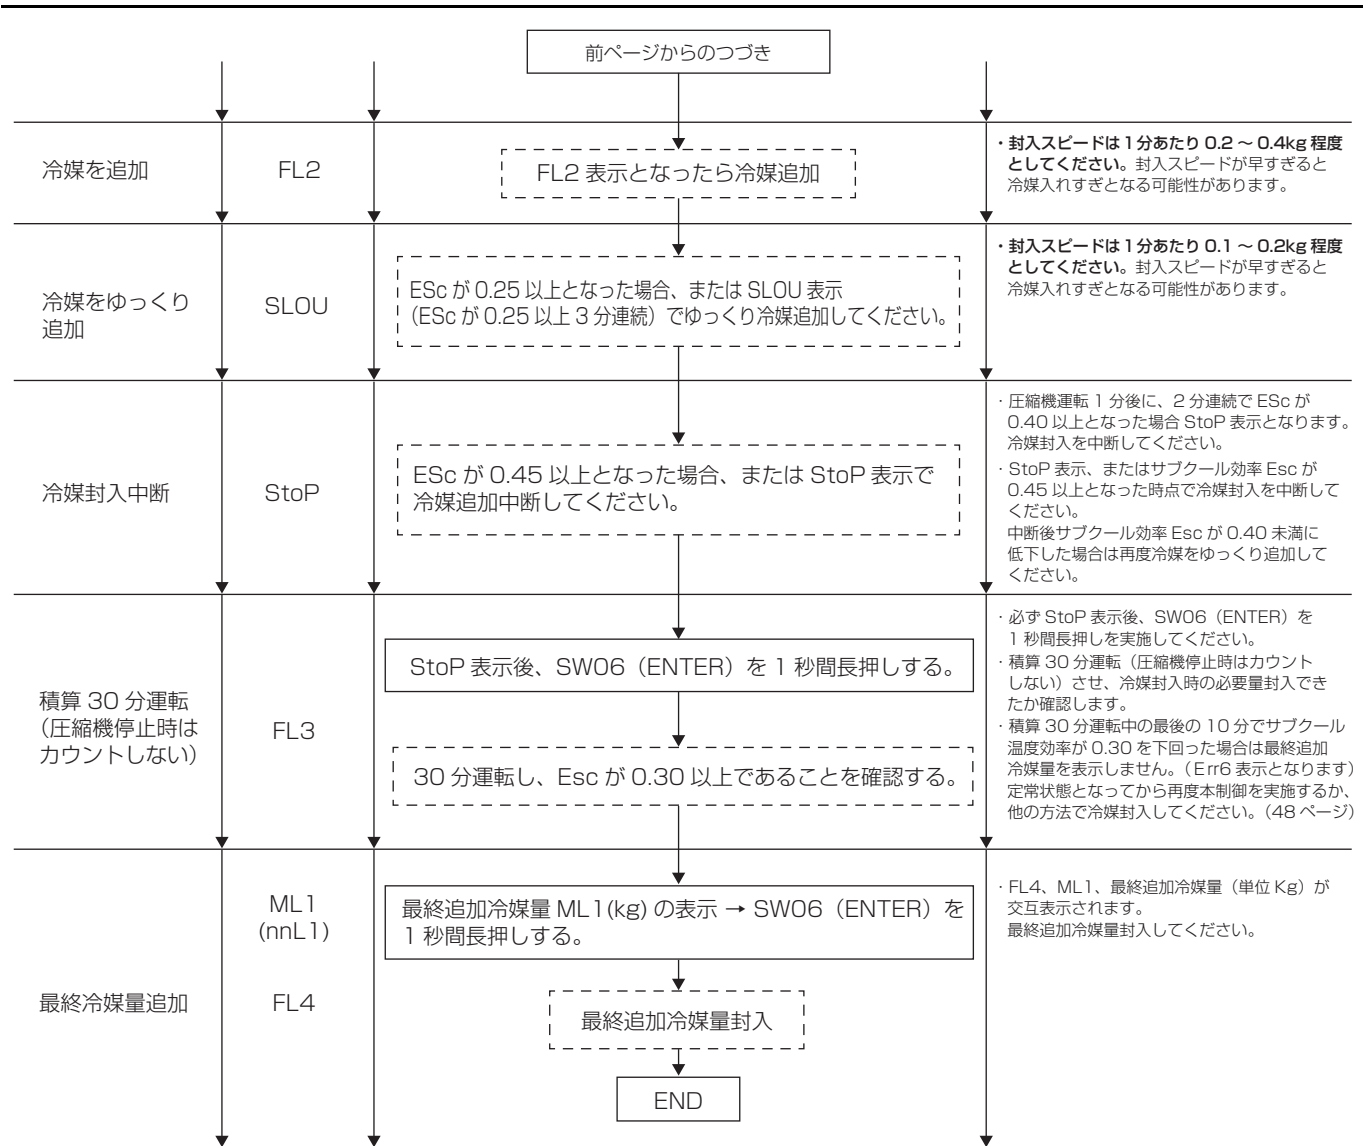 前ページからのつづき
冷媒を追加
FL2
FL2 表示となったら冷媒追加
・封入スピードは1分あたり 0.2 ～ 0.4kg 程度
としてください。封入スピードが早すぎると
冷媒入れすぎとなる可能性があります。
冷媒をゆっくり
追加
SLOU
ESc が 0.25 以上となった場合、または SLOU 表示
（ESc が 0.25 以上 3 分連続）でゆっくり冷媒追加してください。
・封入スピードは1分あたり 0.1 ～ 0.2kg 程度
としてください。封入スピードが早すぎると
冷媒入れすぎとなる可能性があります。
冷媒封入中断
StoP
ESc が 0.45 以上となった場合、または StoP 表示で
冷媒追加中断してください。
・圧縮機運転 1 分後に、2 分連続で ESc が
0.40 以上となった場合 StoP 表示となります。
冷媒封入を中断してください。
・StoP 表示、またはサブクール効率 Esc が
0.45 以上となった時点で冷媒封入を中断して
ください。
中断後サブクール効率 Esc が 0.40 未満に
低下した場合は再度冷媒をゆっくり追加して
ください。
積算 30 分運転
（圧縮機停止時は
カウントしない）
FL3
StoP 表示後、SW06（ENTER）を 1 秒間長押しする。
30 分運転し、Esc が 0.30 以上であることを確認する。
・必ず StoP 表示後、SW06（ENTER）を
1 秒間長押しを実施してください。
・積算 30 分運転（圧縮機停止時はカウント
しない）させ、冷媒封入時の必要量封入でき
たか確認します。
・積算 30 分運転中の最後の 10 分でサブクール
温度効率が 0.30 を下回った場合は最終追加
冷媒量を表示しません。（Err6 表示となります）
定常状態となってから再度本制御を実施するか、
他の方法で冷媒封入してください。（48 ページ）
最終冷媒量追加
ML1
(nnL1)
FL4
最終追加冷媒量 ML1(kg) の表示 → SW06（ENTER）を
1 秒間長押しする。
最終追加冷媒量封入
END
・FL4、ML1、最終追加冷媒量（単位 Kg）が
交互表示されます。
最終追加冷媒量封入してください。